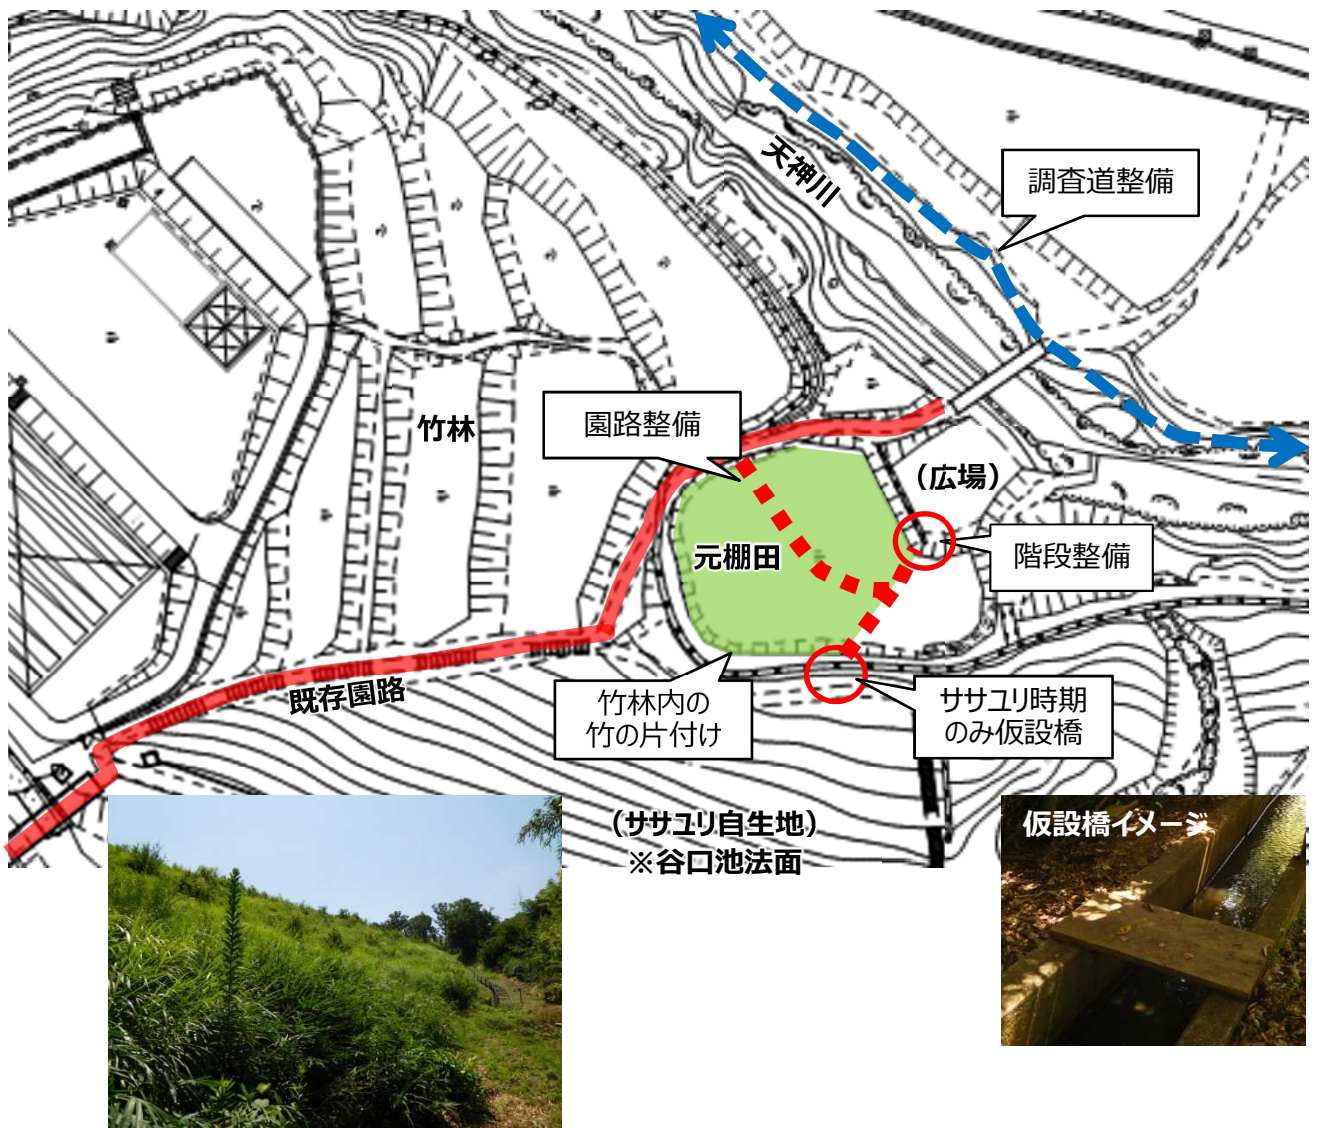 天神川
調査道整備
園路整備
竹林
（広場）
元棚田
階段整備
既存園路
竹林内の
竹の片付け
ササユリ時期
のみ仮設橋
（ササユリ自生地）
※谷口池法面
仮設橋イメージ